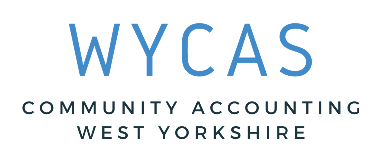 WYCAS
COMMUNITY ACCOUNTING
WEST YORKSHIRE